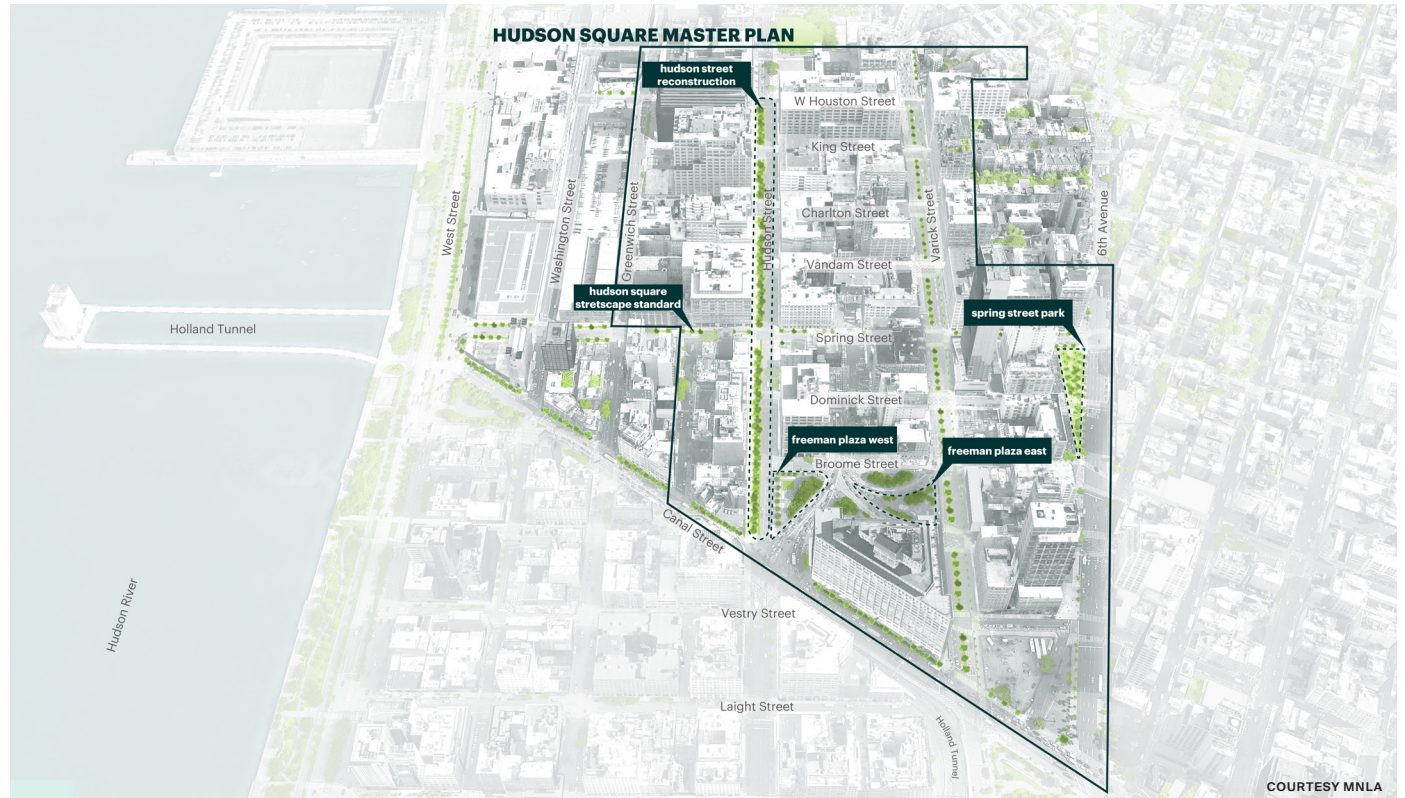 HUDSON SQUARE MASTER PLAN
hudson street
reconstruction
W Houston Street
King Street
Charlton Street
Vandam Street
West Street
Washington Street
Greenwich Street
Hudson Street
Varick Street
6th Avenue
hudson square
stretscape standard
spring street park
Holland Tunnel
Spring Street
Dominick Street
freeman plaza west
freeman plaza east
Broome Street
Canal Street
Hudson River
Vestry Street
Laight Street
Holland Tunnel
COURTESY MNLA